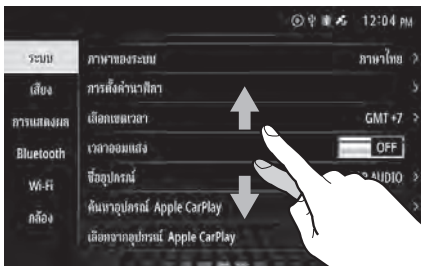 12:04 PM
ระบบ
เสียง
การแสดงผล
Bluetooth
Wi-Fi
กล้อง
ภาษาของระบบ ภาษาไทย
การตั้งค่านาฬิกา
เลือกเขตเวลา GMT +7
เวลาออมแสง OFF
ชื่ออุปกรณ์ AUDIO
ค้นหาอุปกรณ์ Apple CarPlay
เลือกจากอุปกรณ์ Apple CarPlay